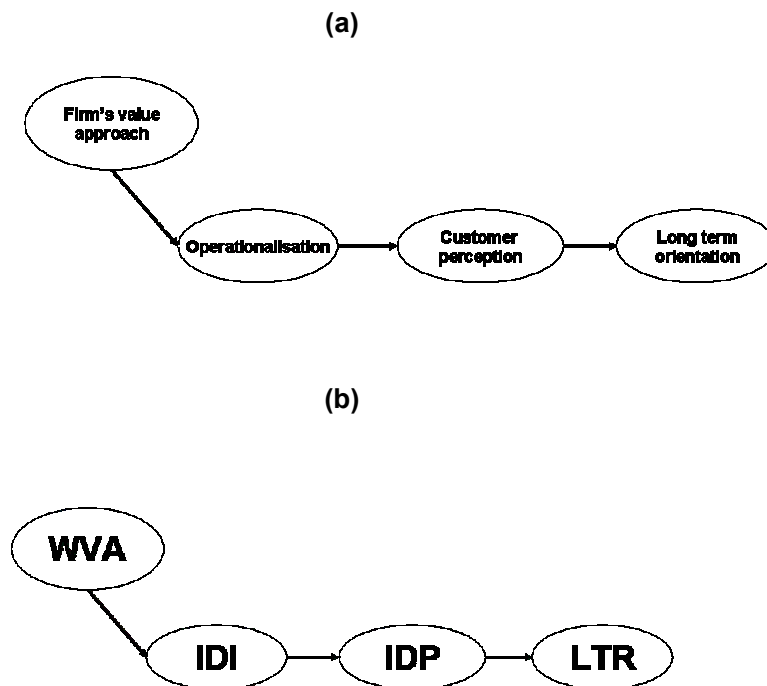 (a)
Firm's value
approach
Operationalisation
Customer
perception
Long term
orientation
(b)
WVA
IDI
IDP
LTR